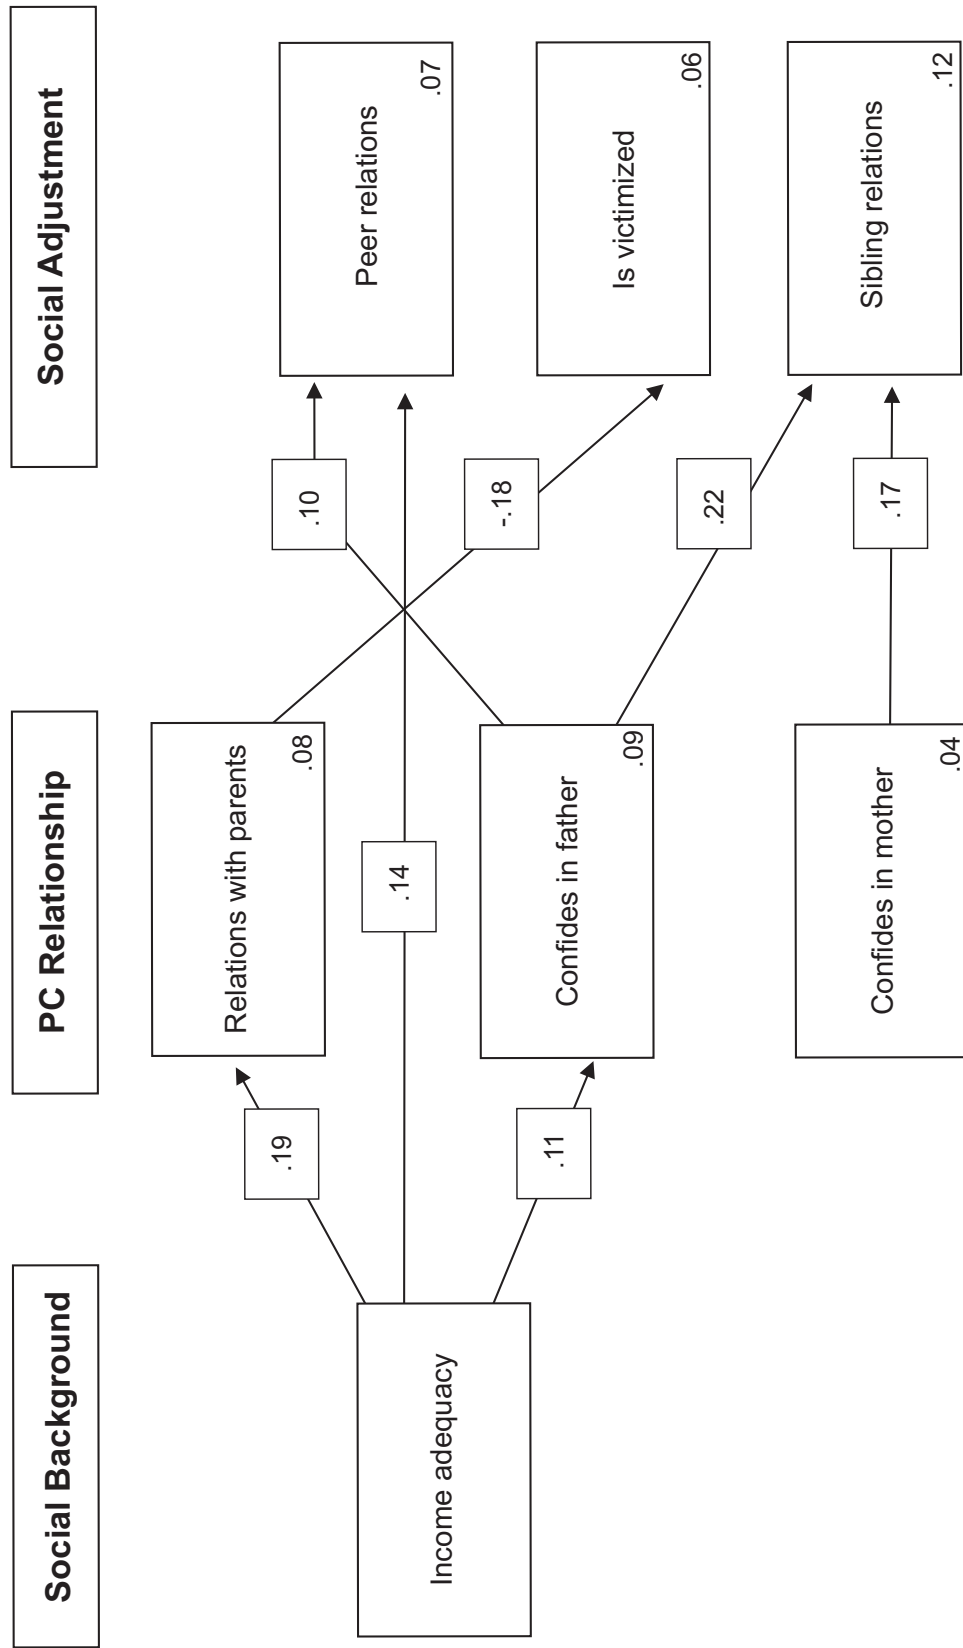 Social Background
PC Relationship
Social Adjustment
Income adequacy
.19
.14
.11
Relations with parents
.08
Confides in father
.09
Confides in mother
.04
.10
-.18
.22
.17
Peer relations
.07
Is victimized
.06
Sibling relations
.12